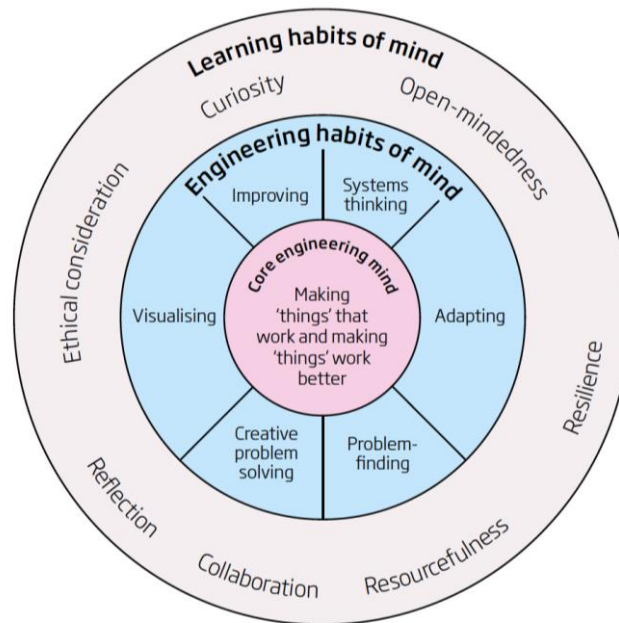 Learning habits of mind
Curiosity
Open-mindedness
Ethical consideration
Resilience
Reflection
Collaboration
Resourcefulness
Engineering habits of mind
Improving
Systems
thinking
Visualising
Adapting
Creative
problem
solving
Problem-
finding
Core engineering mind
Making
‘things’ that
work and making
‘things’ work
better